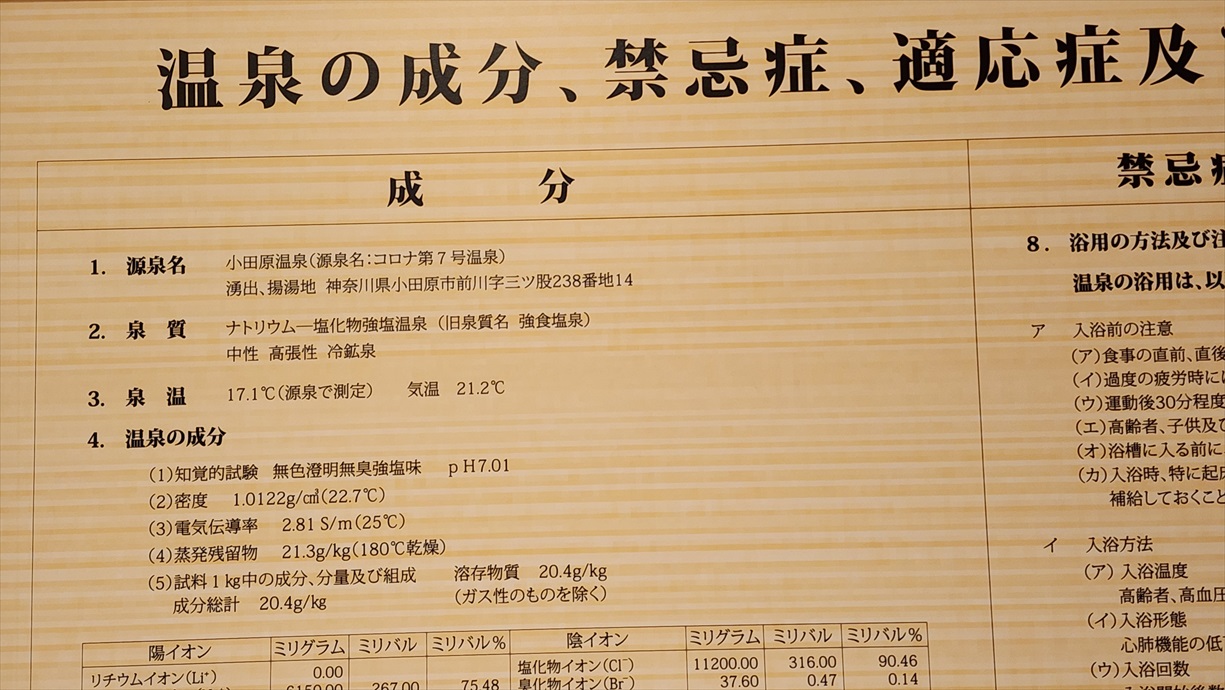 温泉の成分、禁忌症、適応症及
成 分
1. 源泉名 小田原温泉(源泉名:コロナ第7号温泉)
湧出、揚湯地 神奈川県小田原市前川字三ツ股238番地14
2. 泉 質 ナトリウム―塩化物強塩温泉 (旧泉質名 強食塩泉)
中性 高張性 冷鉱泉
3. 泉 温 17.1℃(源泉で測定) 気温 21.2℃
4. 温泉の成分
(1)知覚的試験 無色澄明無臭強塩味 pH7.01
(2)密度 1.0122g/㎤(22.7℃)
(3)電気伝導率 2.81 S/m(25℃)
(4)蒸発残留物 21.3g/kg(180℃乾燥)
(5)試料1kg中の成分、分量及び組成 溶存物質 20.4g/kg
成分総計 20.4g/kg (ガス性のものを除く)
陽イオン ミリグラム ミリバル ミリバル% 陰イオン ミリグラム ミリバル ミリバル%
リチウムイオン(Li⁺) 0.00 塩化物イオン(Cl⁻) 11200.00 316.00 90.46
6150.00 267.00 75.48 臭化物イオン(Br⁻) 37.60 0.47 0.14
禁忌
8. 浴用の方法及び注
温泉の浴用は、以
ア 入浴前の注意
(ア)食事の直前、直後
(イ)過度の疲労時に
(ウ)運動後30分程度
(エ)高齢者、子供及び
(オ)浴槽に入る前に
(カ)入浴時、特に起床
補給しておくこと
イ 入浴方法
(ア) 入浴温度
高齢者、高血圧
(イ)入浴形態
心肺機能の低
(ウ)入浴回数